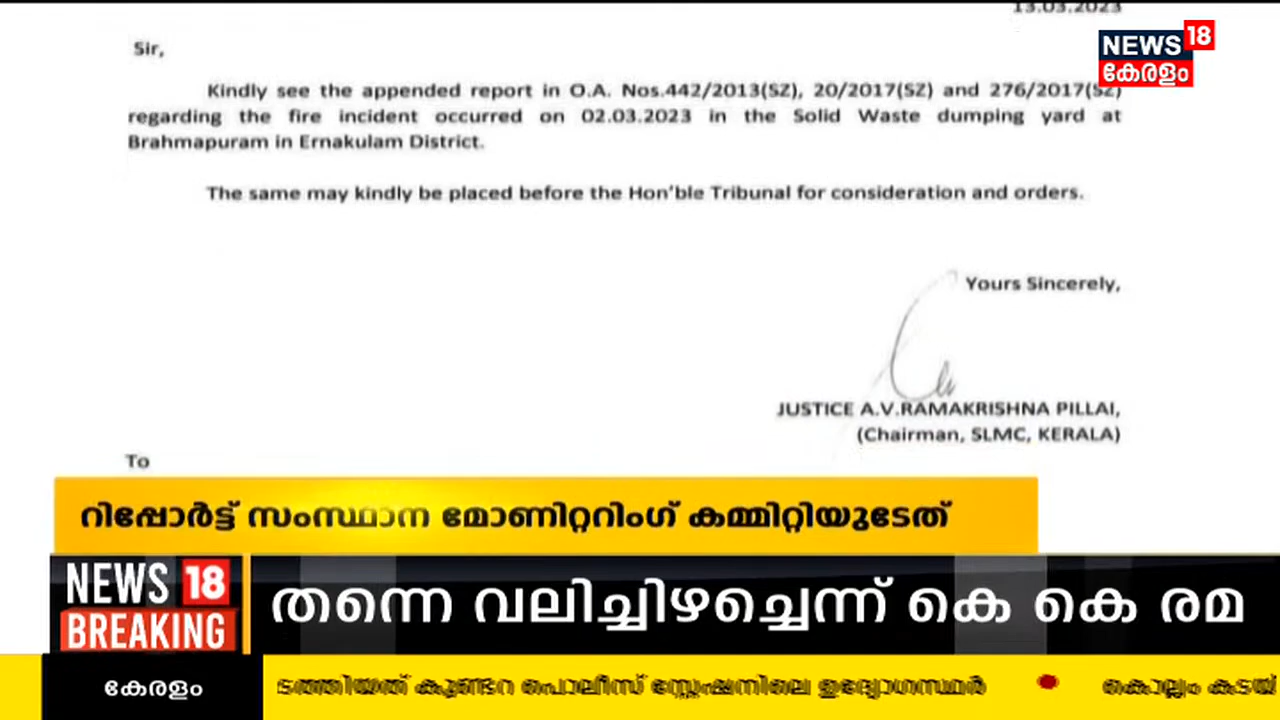 13.03.2023
NEWS 18
കേരളം
Sir,
Kindly see the appended report in O.A. Nos.442/2013(SZ), 20/2017(SZ) and 276/2017(SZ)
regarding the fire incident occurred on 02.03.2023 in the Solid Waste dumping yard at
Brahmapuram in Ernakulam District.
The same may kindly be placed before the Hon'ble Tribunal for consideration and orders.
Yours Sincerely,
JUSTICE A.V.RAMAKRISHNA PILLAI,
(Chairman, SLMC, KERALA)
To
റിപ്പോർട്ട് സംസ്ഥാന മോണിറ്ററിംഗ് കമ്മിറ്റിയുടേത്
NEWS 18
BREAKING
തന്നെ വലിച്ചിഴച്ചെന്ന് കെ കെ രമ
കേരളം
ടത്തിയത് കുണ്ടറ പൊലീസ് സ്റ്റേഷനിലെ ഉദ്യോഗസ്ഥർ
കൊല്ലം കടയ്